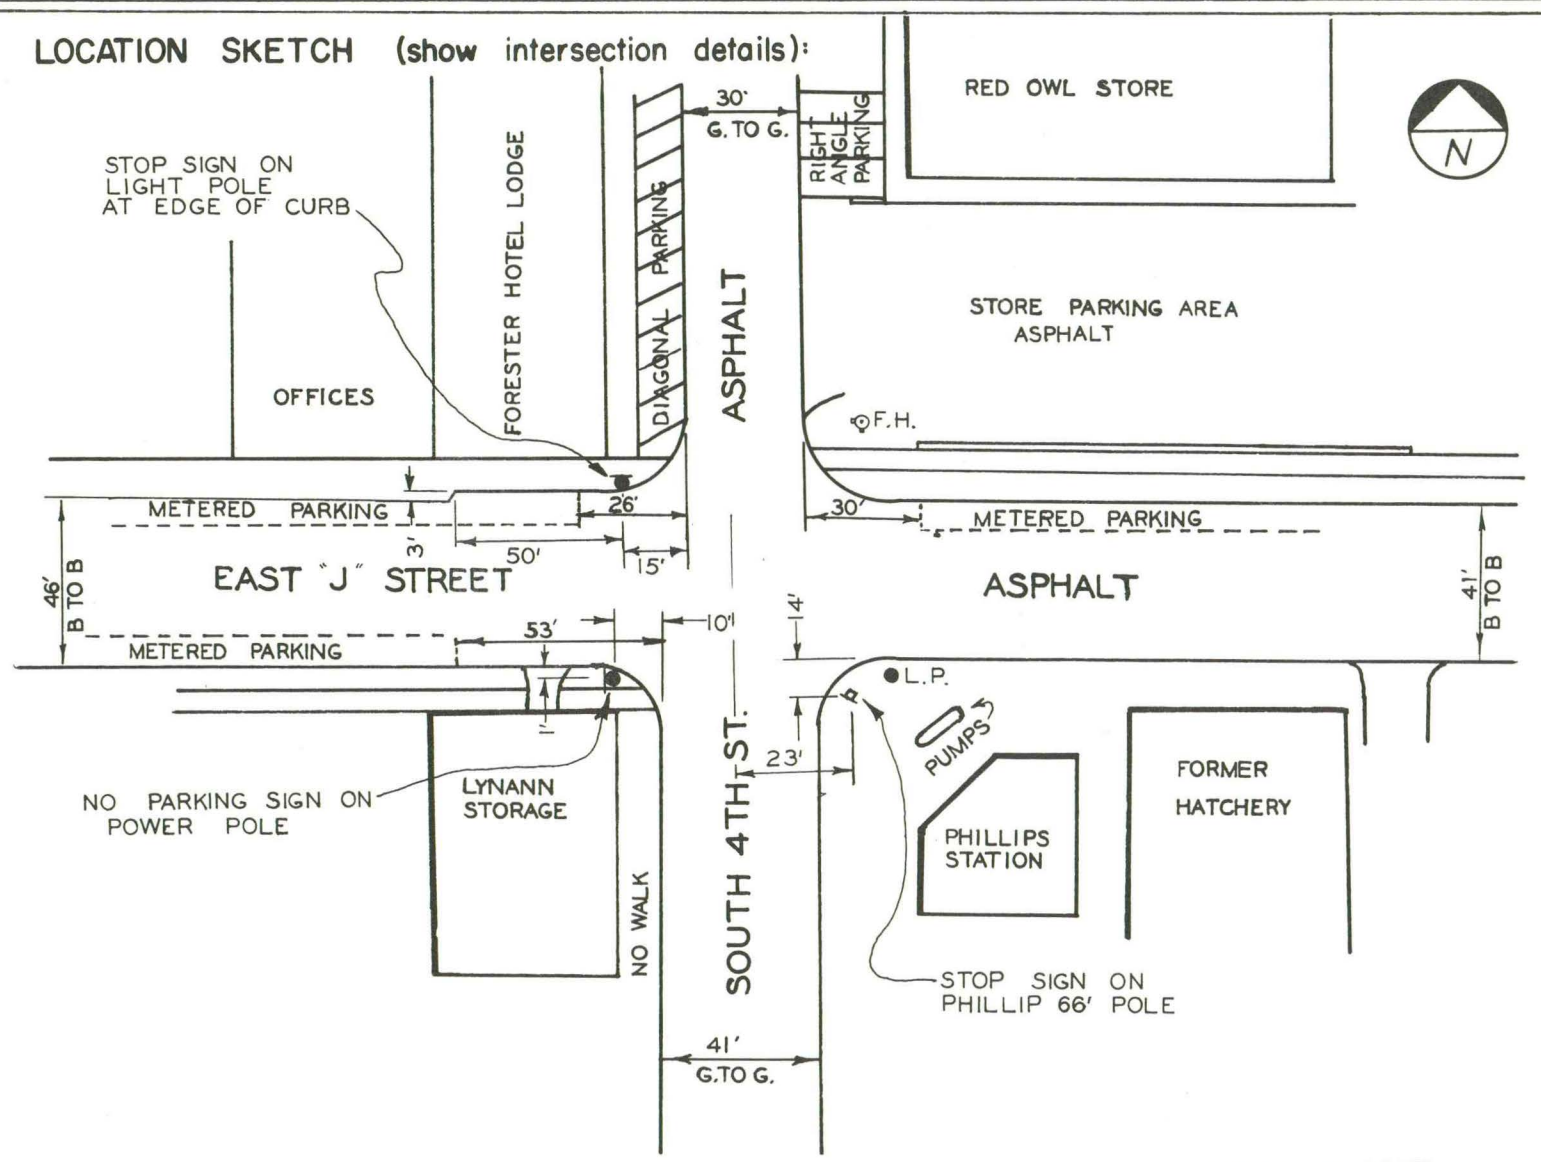 LOCATION SKETCH (show intersection details):
30'
G. TO G.
RIGHT
ANGLE
PARKING
RED OWL STORE
N
STOP SIGN ON
LIGHT POLE
AT EDGE OF CURB
FORESTER HOTEL LODGE
DIAGONAL PARKING
ASPHALT
STORE PARKING AREA
ASPHALT
OFFICES
F.H.
METERED PARKING
26'
30'
METERED PARKING
3'
50'
15'
46'
B TO B
EAST "J" STREET
ASPHALT
41'
B TO B
53'
10'
14'
METERED PARKING
1'
L.P.
PUMPS
23'
SOUTH 4TH ST.
NO PARKING SIGN ON
POWER POLE
LYNANN
STORAGE
NO WALK
PHILLIPS
STATION
FORMER
HATCHERY
STOP SIGN ON
PHILLIP 66' POLE
41'
G.TO G.